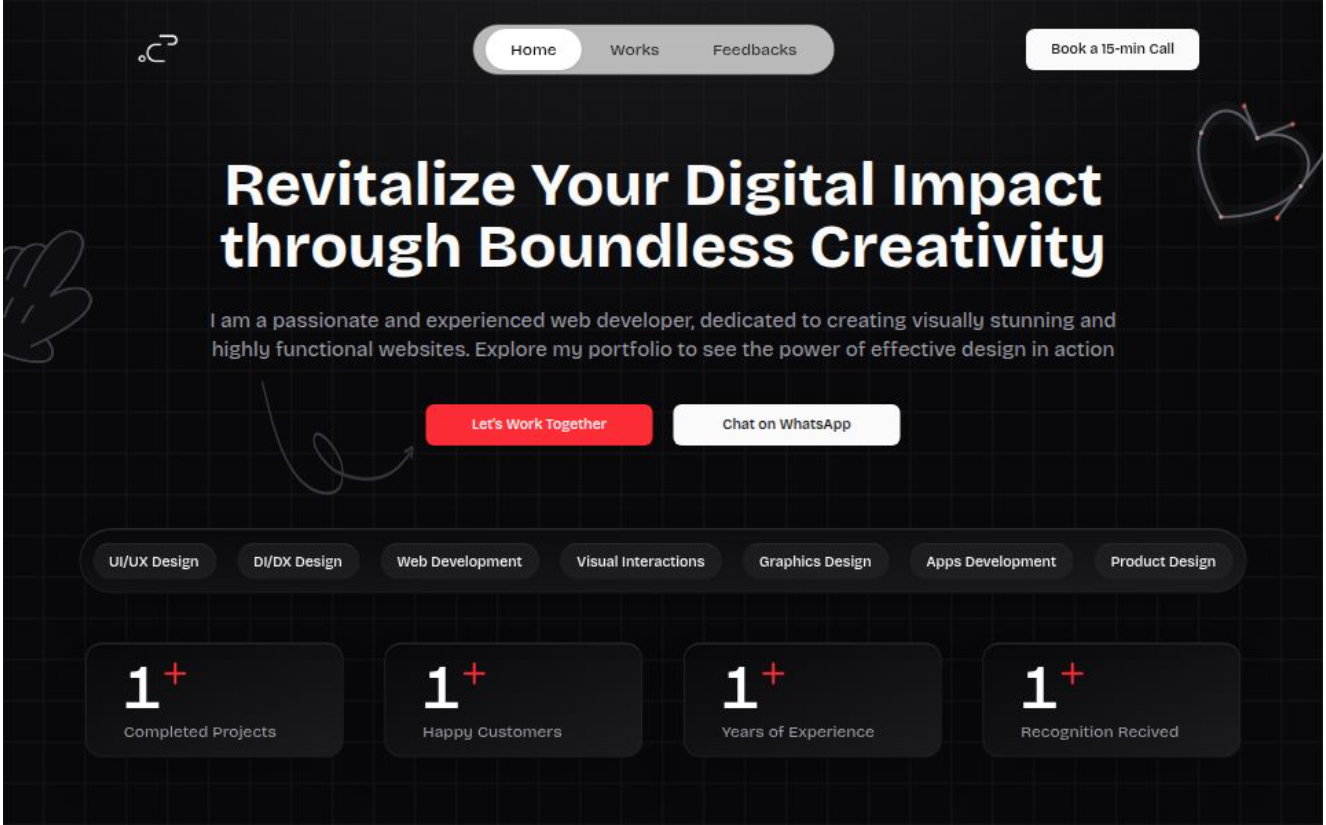 Home
Works
Feedbacks
Book a 15-min Call
Revitalize Your Digital Impact
through Boundless Creativity
I am a passionate and experienced web developer, dedicated to creating visually stunning and
highly functional websites. Explore my portfolio to see the power of effective design in action
Let's Work Together
Chat on WhatsApp
UI/UX Design
DI/DX Design
Web Development
Visual Interactions
Graphics Design
Apps Development
Product Design
1+
Completed Projects
1+
Happy Customers
1+
Years of Experience
1+
Recognition Recived